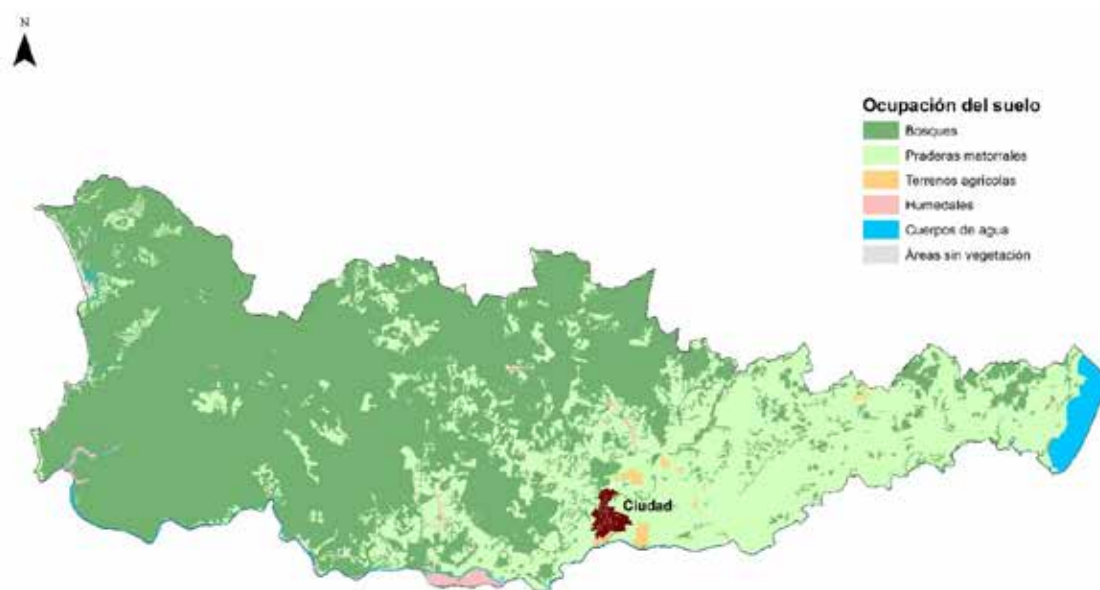 N
Ocupación del suelo
Bosques
Praderas matorrales
Terrenos agrícolas
Humedales
Cuerpos de agua
Áreas sin vegetación
Ciudad